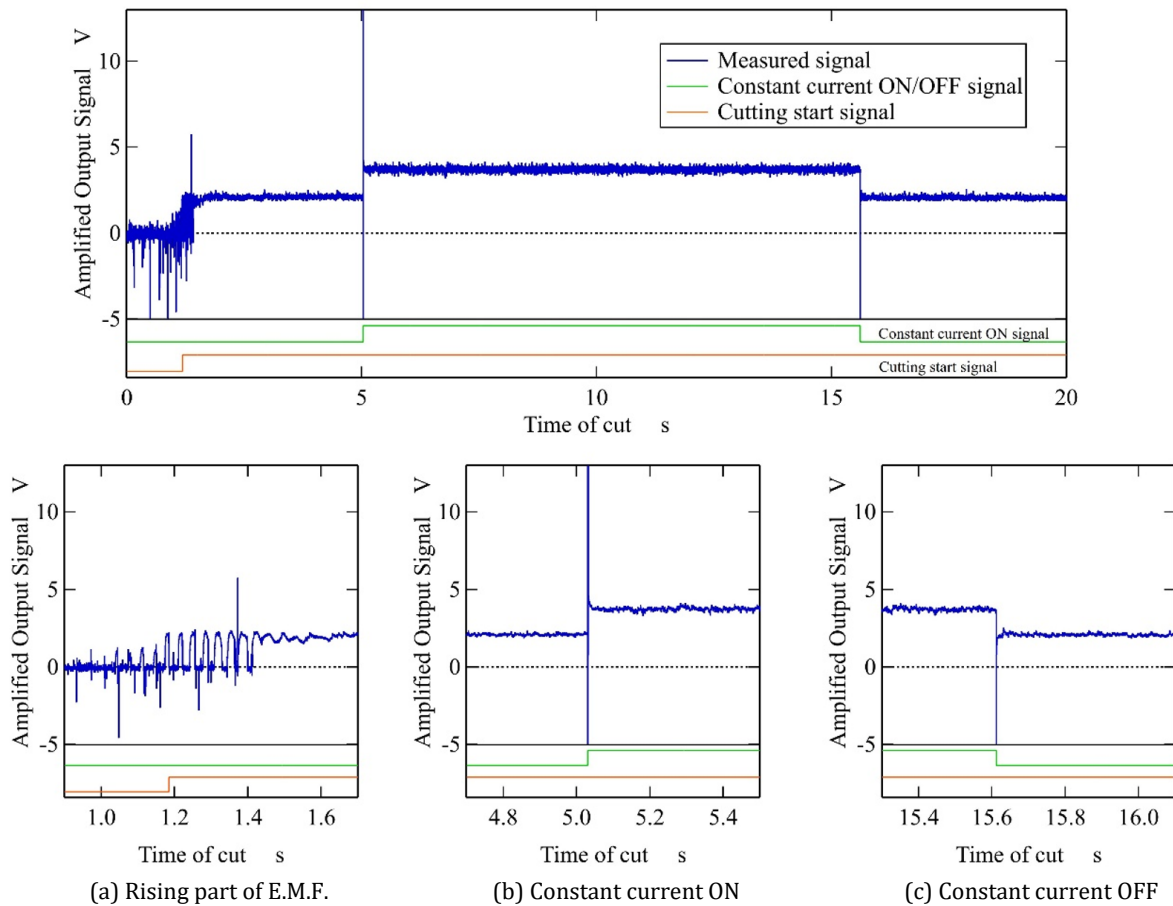 Amplified Output Signal V
10
5
0
-5
Measured signal
Constant current ON/OFF signal
Cutting start signal
Constant current ON signal
Cutting start signal
0 5 10 15 20
Time of cut s
Amplified Output Signal V
10
5
0
-5
1.0 1.2 1.4 1.6
Time of cut s
(a) Rising part of E.M.F.
Amplified Output Signal V
10
5
0
-5
4.8 5.0 5.2 5.4
Time of cut s
(b) Constant current ON
Amplified Output Signal V
10
5
0
-5
15.4 15.6 15.8 16.0
Time of cut s
(c) Constant current OFF